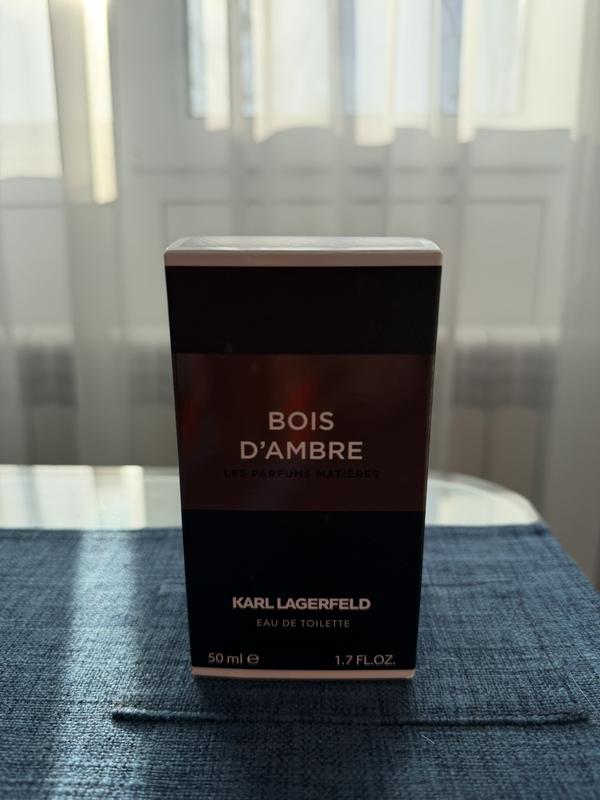 BOIS
D'AMBRE
LES PARFUMS MATIÈRES
KARL LAGERFELD
EAU DE TOILETTE
50 ml ℮ 1.7 FL.OZ.